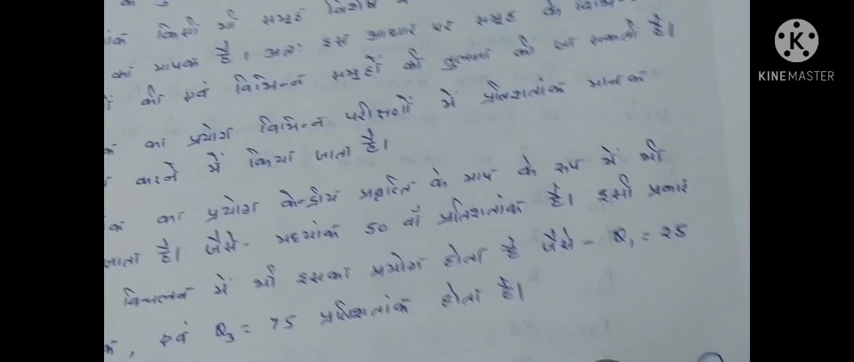 किसी भी समूह विशेष
का मापक है। अतः इस आधार पर समूह के विभिन्न
की एवं विभिन्न समूहों की तुलना की जा सकती है।
का प्रयोग विभिन्न परीक्षणों में प्रतिशतांक मानक
करने में किया जाता है।
का प्रयोग केन्द्रीय प्रवृत्ति के माप के रूप में भी
जाता है। जैसे - मध्यांक 50 वाँ प्रतिशतांक है। इसी प्रकार
विचलन में भी इसका प्रयोग होता है जैसे - Q₁ = 25
, एवं Q₃ = 75 प्रतिशतांक होता है।
K
KINEMASTER